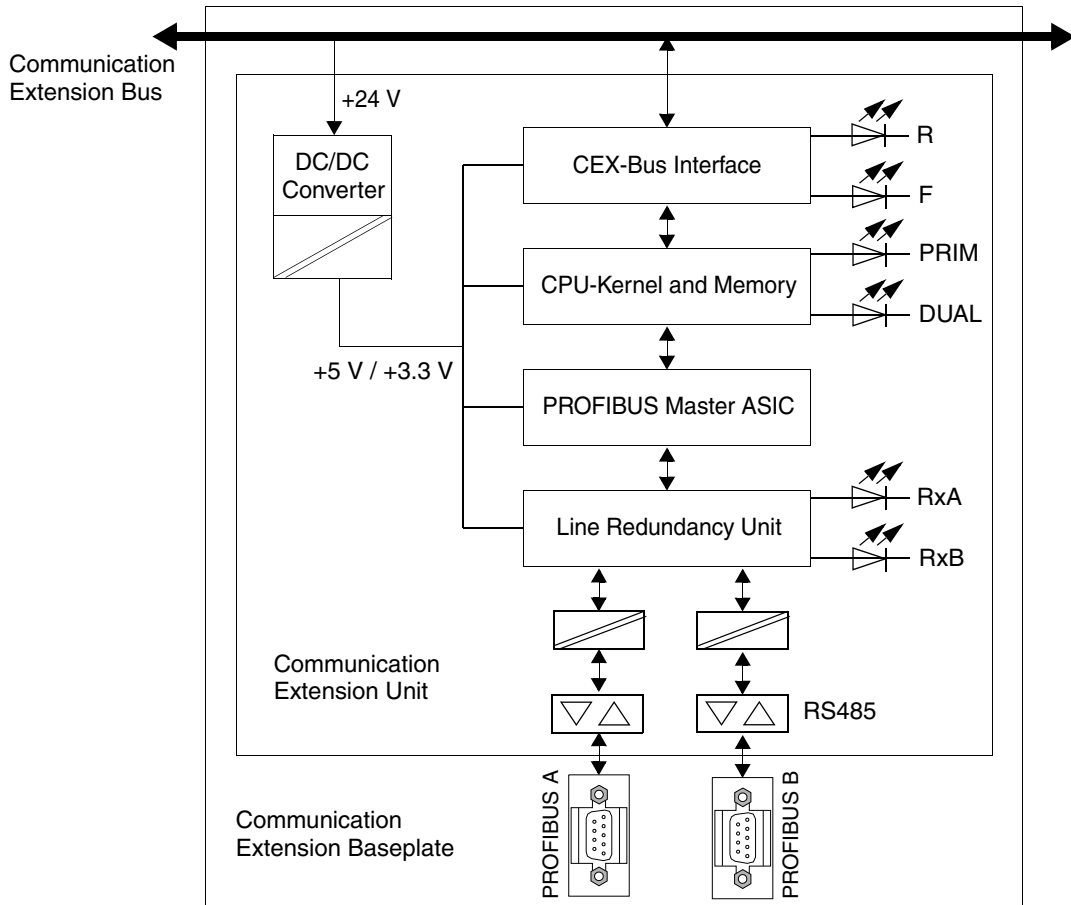 Communication
Extension Bus
+24 V
DC/DC
Converter
CEX-Bus Interface
R
F
CPU-Kernel and Memory
PRIM
DUAL
+5 V / +3.3 V
PROFIBUS Master ASIC
Line Redundancy Unit
RxA
RxB
Communication
Extension Unit
RS485
PROFIBUS A
PROFIBUS B
Communication
Extension Baseplate